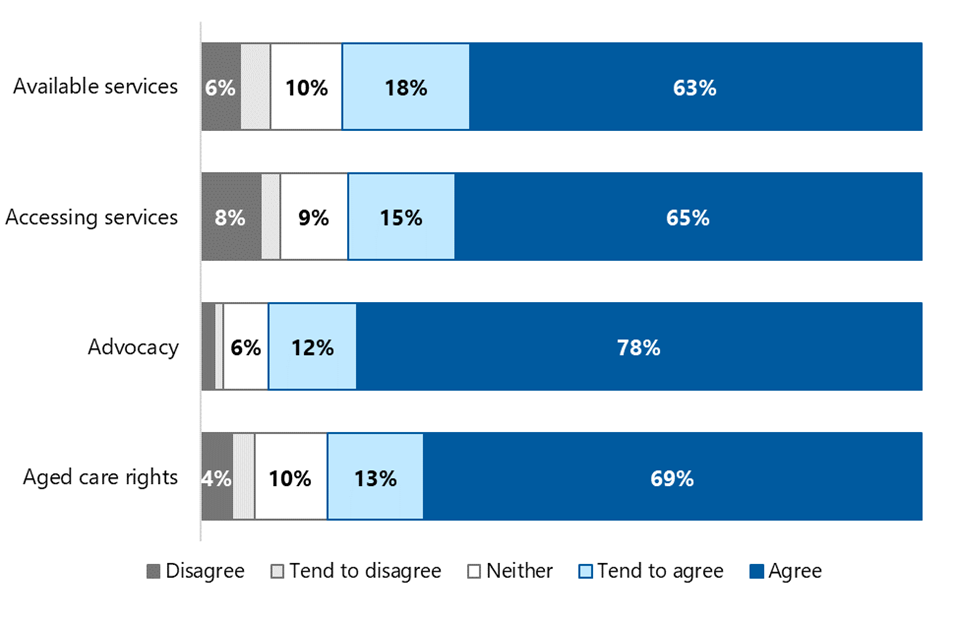 Available services 6% 10% 18% 63%
Accessing services 8% 9% 15% 65%
Advocacy 6% 12% 78%
Aged care rights 4% 10% 13% 69%
Disagree Tend to disagree Neither Tend to agree Agree